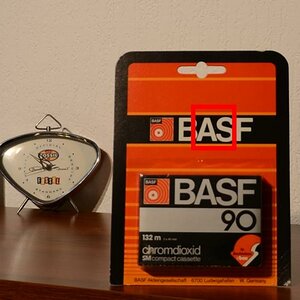 BASF
BASF
BASF
BASF
90
132 m
chromdioxid
SM compact cassette
BASF Aktiengesellschaft · 6700 Ludwigshafen · W. Germany